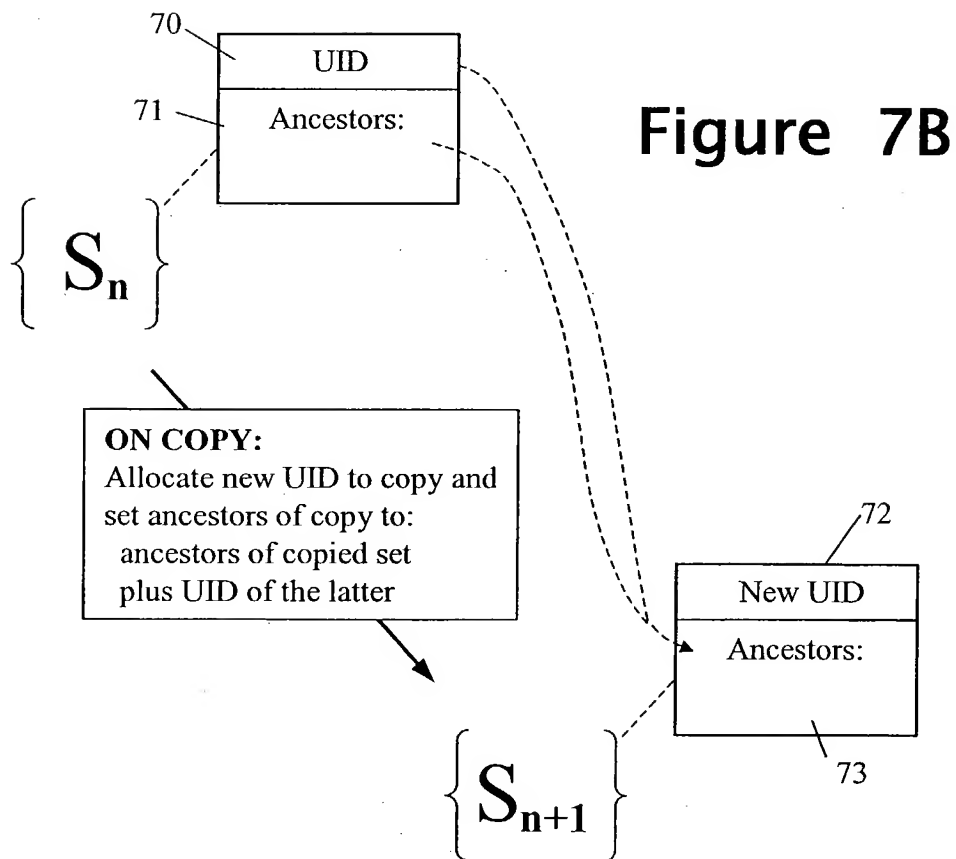 70
UID
71
Ancestors:
Figure 7B
{ Sn }
ON COPY:
Allocate new UID to copy and
set ancestors of copy to:
ancestors of copied set
plus UID of the latter
72
New UID
Ancestors:
73
{ Sn+1 }